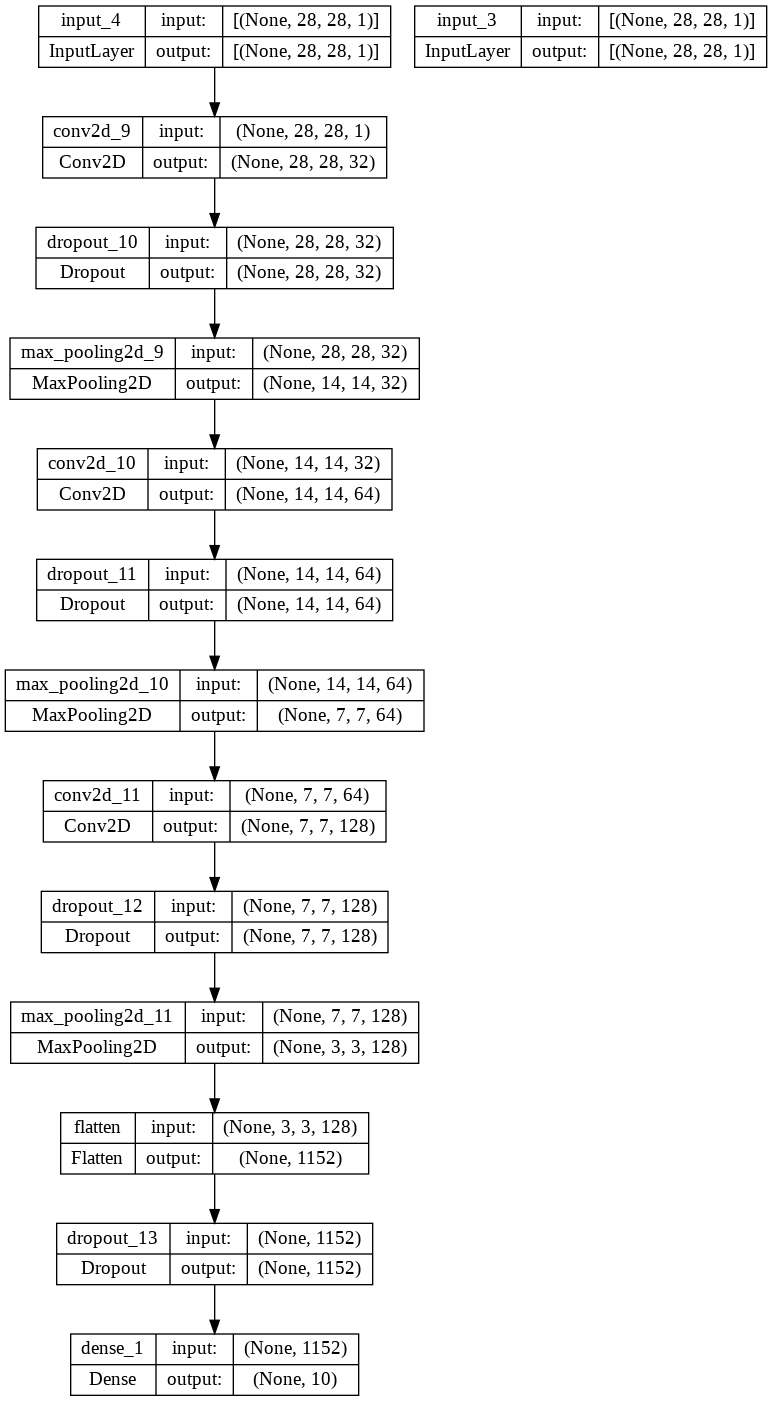 input_4 input: [(None, 28, 28, 1)]
InputLayer output: [(None, 28, 28, 1)]
input_3 input: [(None, 28, 28, 1)]
InputLayer output: [(None, 28, 28, 1)]
conv2d_9 input: (None, 28, 28, 1)
Conv2D output: (None, 28, 28, 32)
dropout_10 input: (None, 28, 28, 32)
Dropout output: (None, 28, 28, 32)
max_pooling2d_9 input: (None, 28, 28, 32)
MaxPooling2D output: (None, 14, 14, 32)
conv2d_10 input: (None, 14, 14, 32)
Conv2D output: (None, 14, 14, 64)
dropout_11 input: (None, 14, 14, 64)
Dropout output: (None, 14, 14, 64)
max_pooling2d_10 input: (None, 14, 14, 64)
MaxPooling2D output: (None, 7, 7, 64)
conv2d_11 input: (None, 7, 7, 64)
Conv2D output: (None, 7, 7, 128)
dropout_12 input: (None, 7, 7, 128)
Dropout output: (None, 7, 7, 128)
max_pooling2d_11 input: (None, 7, 7, 128)
MaxPooling2D output: (None, 3, 3, 128)
flatten input: (None, 3, 3, 128)
Flatten output: (None, 1152)
dropout_13 input: (None, 1152)
Dropout output: (None, 1152)
dense_1 input: (None, 1152)
Dense output: (None, 10)